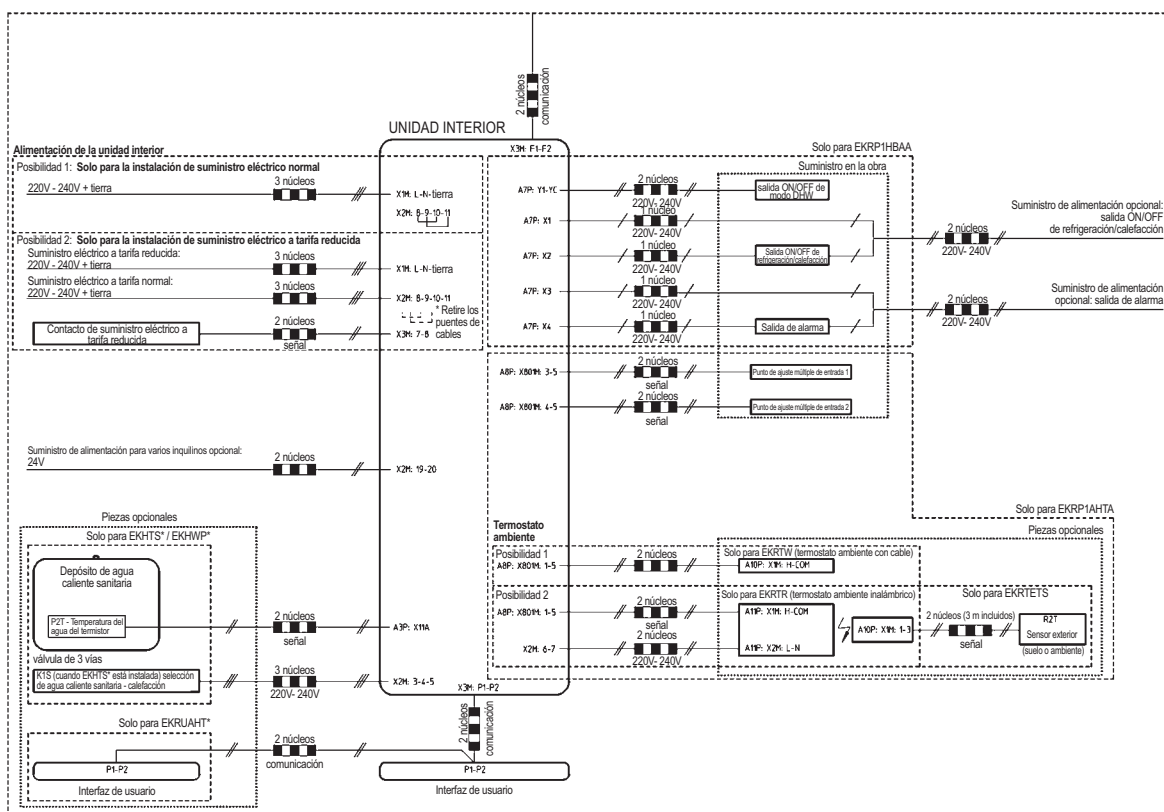 2 núcleos
comunicación
UNIDAD INTERIOR
X3M: F1-F2
Alimentación de la unidad interior
Posibilidad 1: Solo para la instalación de suministro eléctrico normal
220V - 240V + tierra
3 núcleos
X1M: L-N-tierra
X2M: 8-9-10-11
Posibilidad 2: Solo para la instalación de suministro eléctrico a tarifa reducida
Suministro eléctrico a tarifa reducida:
220V - 240V + tierra
3 núcleos
X1M: L-N-tierra
Suministro eléctrico a tarifa normal:
220V - 240V + tierra
3 núcleos
X2M: 8-9-10-11
* Retire los
puentes de
cables
Contacto de suministro eléctrico a
tarifa reducida
2 núcleos
señal
X3M: 7-8
Suministro de alimentación para varios inquilinos opcional:
24V
2 núcleos
X2M: 19-20
Piezas opcionales
Solo para EKHTS* / EKHWP*
Depósito de agua
caliente sanitaria
P2T - Temperatura del
agua del termistor
2 núcleos
señal
A3P: X11A
válvula de 3 vías
K1S (cuando EKHTS* está instalada) selección
de agua caliente sanitaria - calefacción
3 núcleos
220V- 240V
X2M: 3-4-5
X3M: P1-P2
2 núcleos
comunicación
Solo para EKRUAHT*
2 núcleos
comunicación
P1-P2
Interfaz de usuario
P1-P2
Interfaz de usuario
Solo para EKRP1HBAA
Suministro en la obra
A7P: Y1-YC
2 núcleos
220V- 240V
salida ON/OFF de
modo DHW
A7P: X1
1 núcleo
220V- 240V
A7P: X2
1 núcleo
220V- 240V
Salida ON/OFF de
refrigeración/calefacción
2 núcleos
220V- 240V
Suministro de alimentación opcional:
salida ON/OFF
de refrigeración/calefacción
A7P: X3
1 núcleo
220V- 240V
A7P: X4
1 núcleo
220V- 240V
Salida de alarma
2 núcleos
220V- 240V
Suministro de alimentación
opcional: salida de alarma
A8P: X801M: 3-5
2 núcleos
señal
Punto de ajuste múltiple de entrada 1
A8P: X801M: 4-5
2 núcleos
señal
Punto de ajuste múltiple de entrada 2
Solo para EKRP1AHTA
Termostato
ambiente
Piezas opcionales
Posibilidad 1
A8P: X801M: 1-5
2 núcleos
señal
Solo para EKRTW (termostato ambiente con cable)
A10P: X1M: H-COM
Posibilidad 2
A8P: X801M: 1-5
2 núcleos
señal
Solo para EKRTR (termostato ambiente inalámbrico)
A11P: X1M: H-COM
X2M: 6-7
2 núcleos
220V- 240V
A11P: X2M: L-N
A10P: X1M: 1-3
Solo para EKRTETS
2 núcleos (3 m incluidos)
señal
R2T
Sensor exterior
(suelo o ambiente)